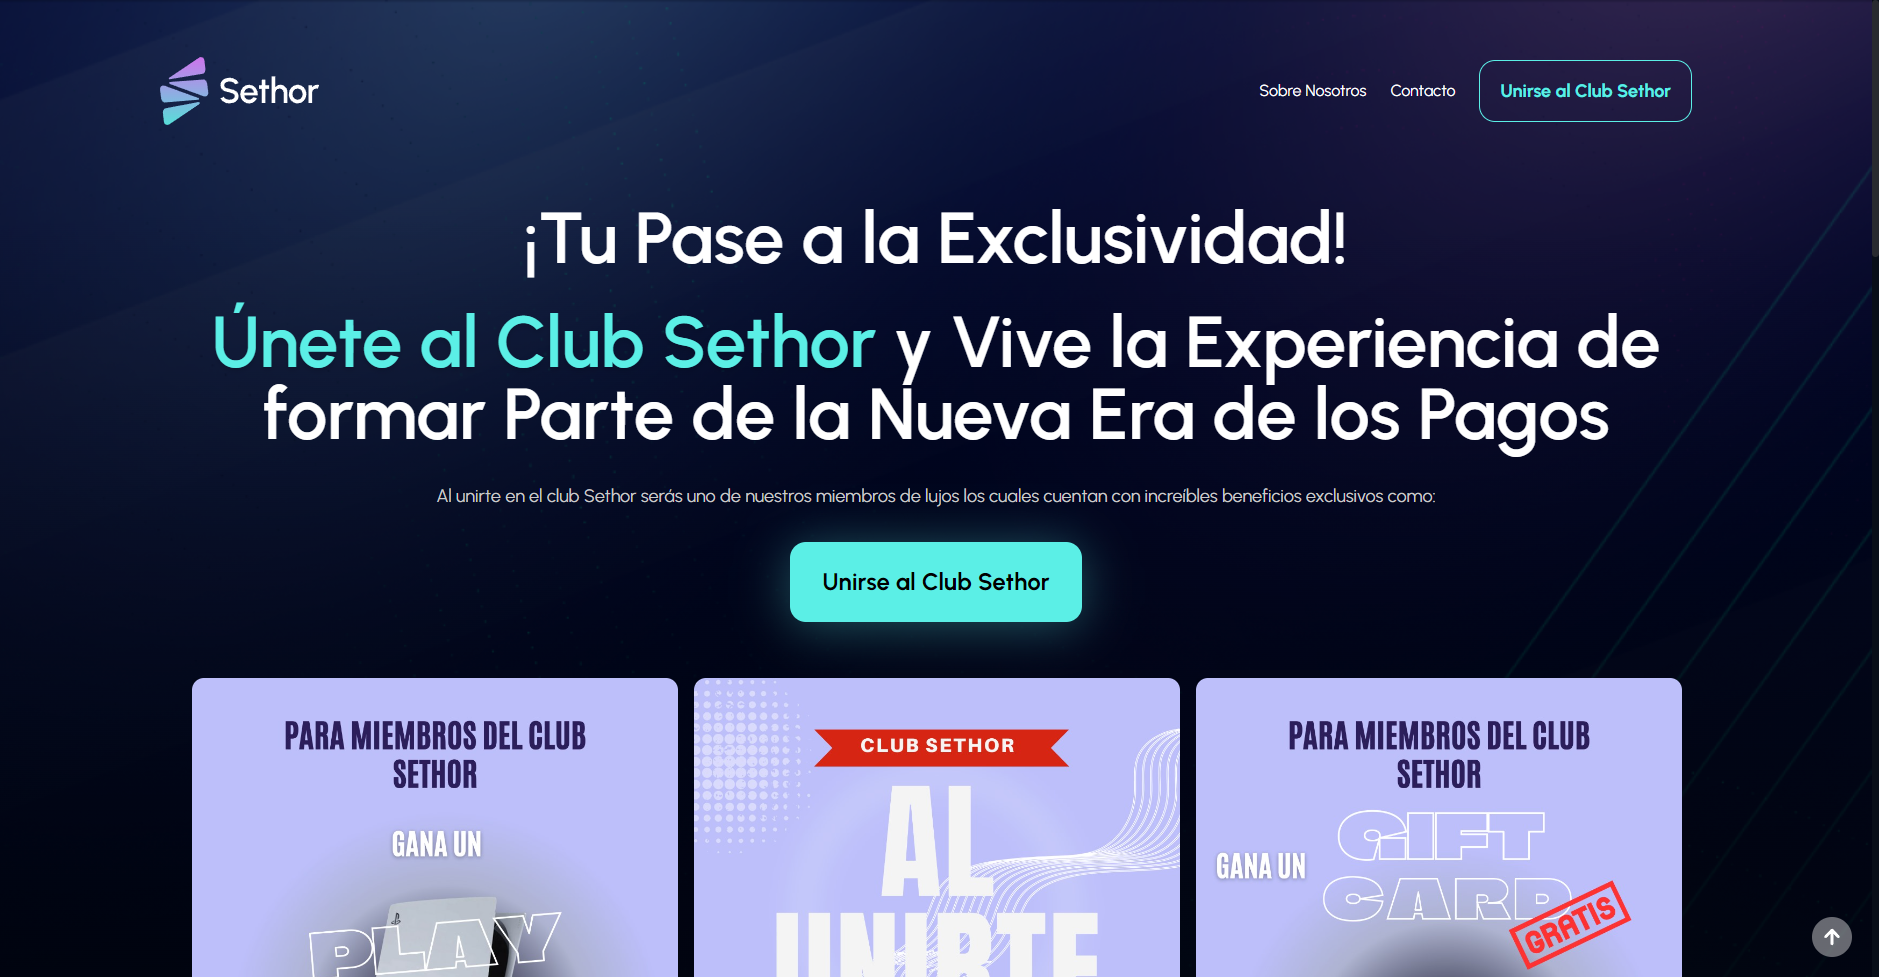 Sethor
Sobre Nosotros
Contacto
Unirse al Club Sethor
¡Tu Pase a la Exclusividad!
Únete al Club Sethor y Vive la Experiencia de
formar Parte de la Nueva Era de los Pagos
Al unirte en el club Sethor serás uno de nuestros miembros de lujos los cuales cuentan con increíbles beneficios exclusivos como:
Unirse al Club Sethor
PARA MIEMBROS DEL CLUB
SETHOR
GANA UN
PLAY
CLUB SETHOR
AL
UNIRTE
PARA MIEMBROS DEL CLUB
SETHOR
GANA UN
GIFT
CARD
GRATIS